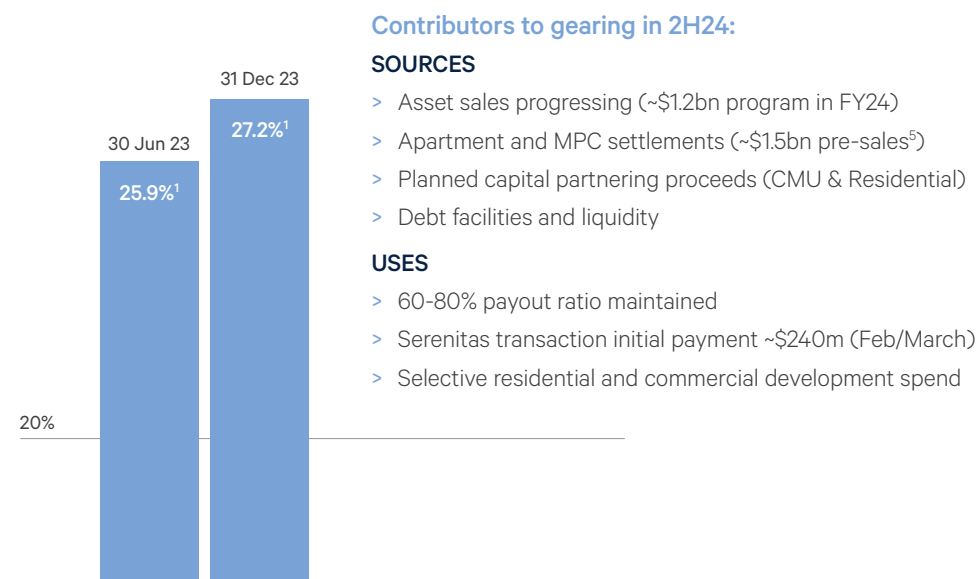 Contributors to gearing in 2H24:
SOURCES
> Asset sales progressing (~$1.2bn program in FY24)
> Apartment and MPC settlements (~$1.5bn pre-sales⁵)
> Planned capital partnering proceeds (CMU & Residential)
> Debt facilities and liquidity
USES
> 60-80% payout ratio maintained
> Serenitas transaction initial payment ~$240m (Feb/March)
> Selective residential and commercial development spend
31 Dec 23
27.2%¹
30 Jun 23
25.9%¹
20%